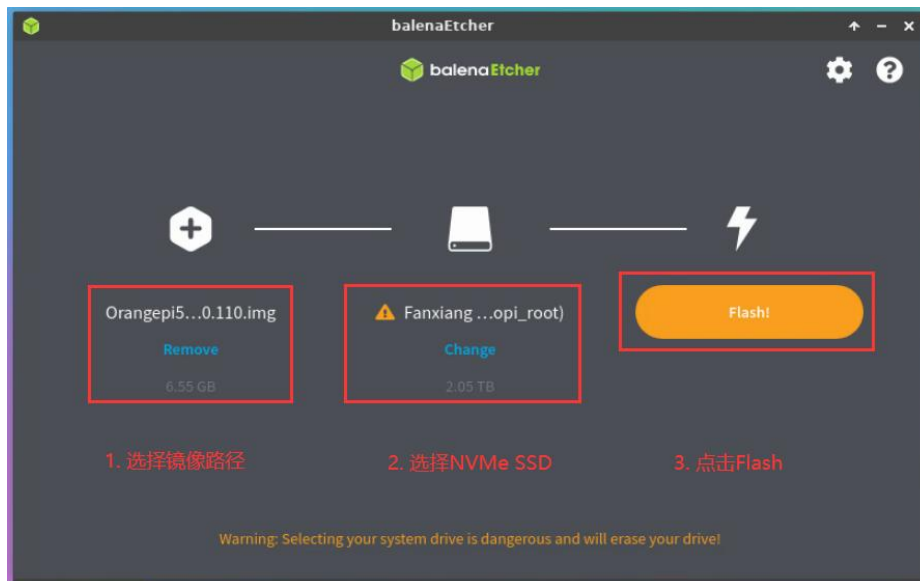 balenaEtcher
balenaEtcher
Orangepi5...0.110.img
Fanxiang ...opi_root)
Flash!
Remove
Change
6.55 GB
2.05 TB
1. 选择镜像路径
2. 选择NVMe SSD
3. 点击Flash
Warning: Selecting your system drive is dangerous and will erase your drive!